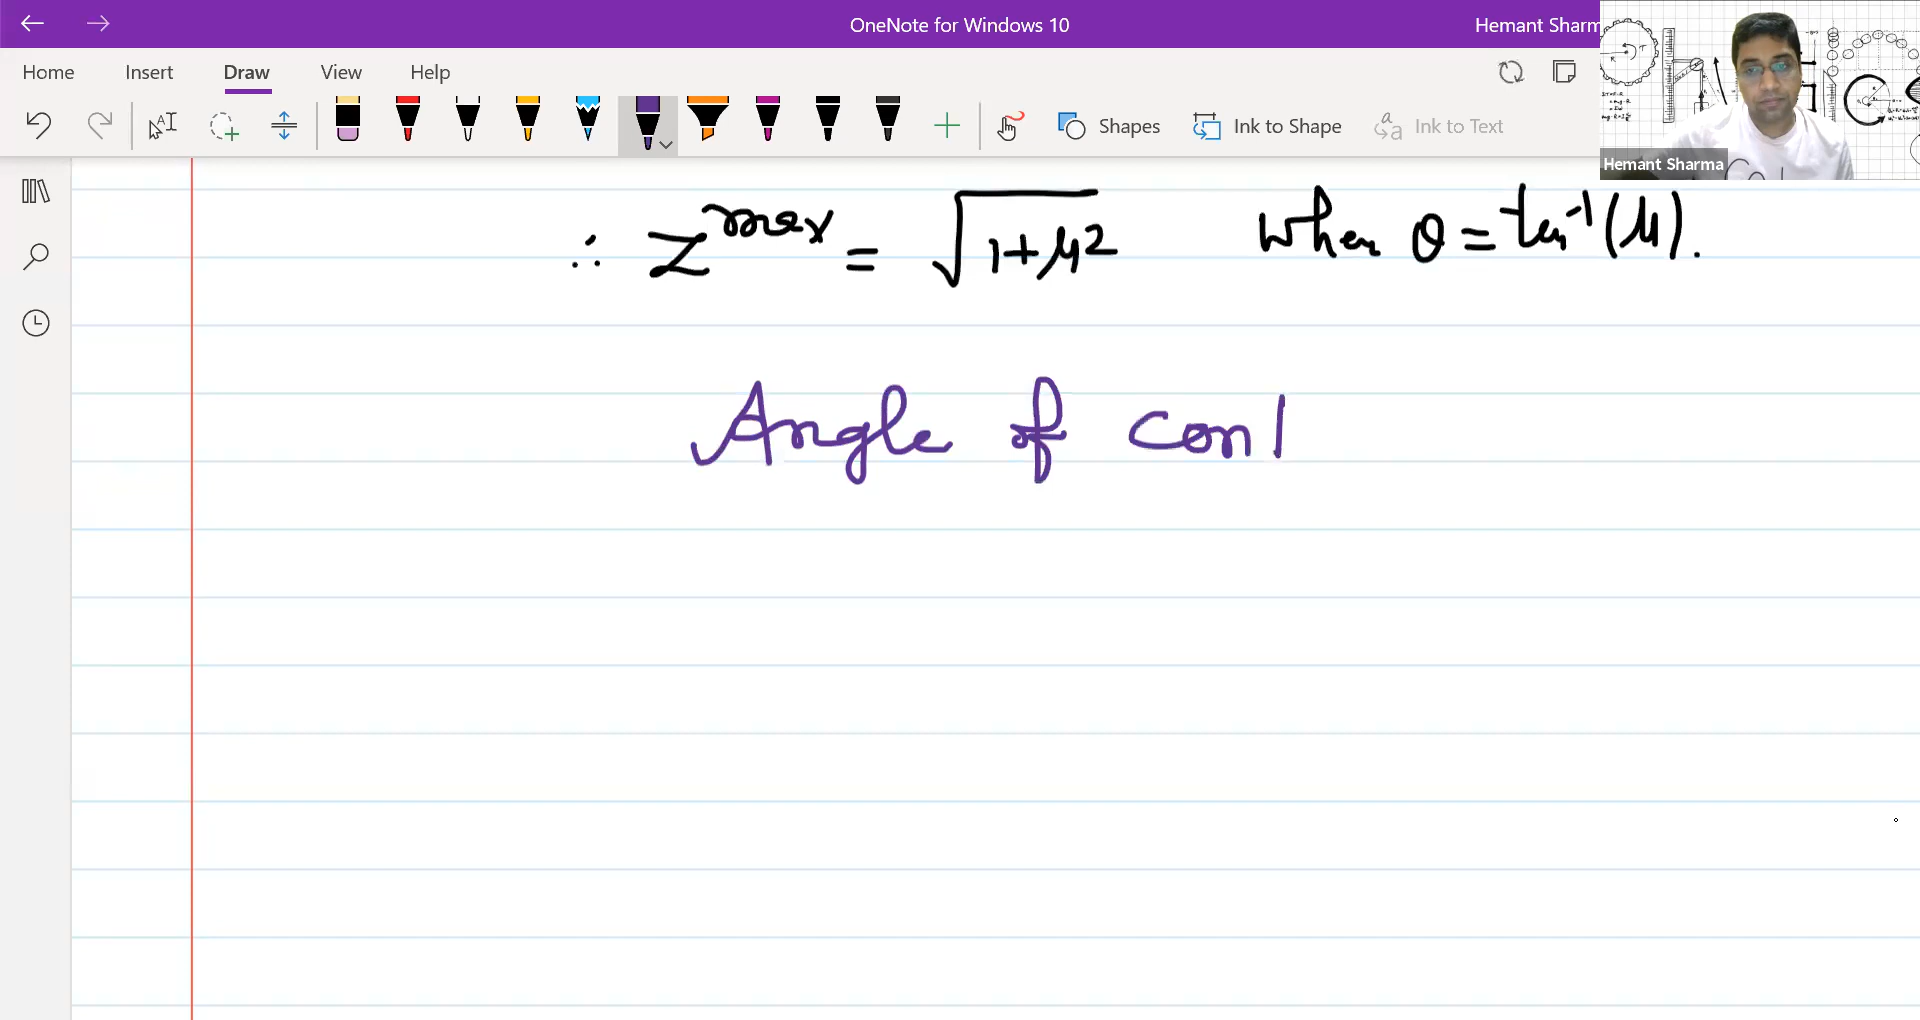 OneNote for Windows 10
Hemant Sharm
Home Insert Draw View Help
Shapes Ink to Shape Ink to Text
Hemant Sharma
∴ Z^max = √(1+μ²) when θ = tan⁻¹(μ).
Angle of con